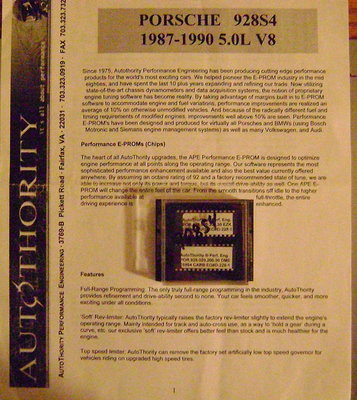 PORSCHE 928S4
1987-1990 5.0L V8
Since 1975, AutoThority Performance Engineering has been producing cutting edge performance
products for the world's most exciting cars. We helped pioneer the E-PROM industry in the mid
eighties, and have spent the last 10 plus years expanding and refining our trade. Now utilizing
state-of-the-art chassis dynamometers and data acquisition systems, the notion of proprietary
engine tuning software has become reality. By taking advantage of margins built in to E-PROM
software to accommodate engine and fuel variations, performance improvements are realized an
average of 10% on otherwise unmodified vehicles. And because of the radically different fuel and
timing requirements of modified engines, improvements well above 10% are seen. Performance
E-PROM's have been designed and produced for virtually all Porsches and BMWs (using Bosch
Motronic and Siemans engine management systems) as well as many Volkswagen, and Audi.
Performance E-PROMs (Chips)
The heart of all AutoThority upgrades, the APE Performance E-PROM is designed to optimize
engine performance at all points along the operating range. Our software represents the most
sophisticated performance enhancement available and also the best value currently offered
anywhere. By assuming an octane rating of 92 and a factory recommended state of tune, we are
able to increase not only its power and torque, but its overall drive-ability as well. Our APE E-
PROM will change the entire feel of the car. From the smooth transitions off idle to the higher
performance available at full-throttle, the entire
driving experience is enhanced.
AutoThority Perf. Eng.
Features
Full-Range Programming. The only truly full-range programming in the industry, AutoThority
provides refinement and drive-ability second to none. Your car feels smoother, quicker, and more
exciting under all conditions.
'Soft' Rev-limiter: AutoThority typically raises the factory rev-limiter slightly to extend the engine's
operating range. Mainly intended for track and auto-cross use, as a way to 'hold a gear' during a
curve, etc. our exclusive 'soft' rev-limiter offers better feel than stock and is much healthier for the
engine.
Top speed limiter: AutoThority can remove the factory set artificially low top speed governor for
vehicles riding on upgraded high speed tires.
1
AUTOTHORITY
It's all about performance
AUTOTHORITY PERFORMANCE ENGINEERING · 3769-B Pickett Road · Fairfax, VA · 22031 · 703.323.0919 · FAX 703.323.732